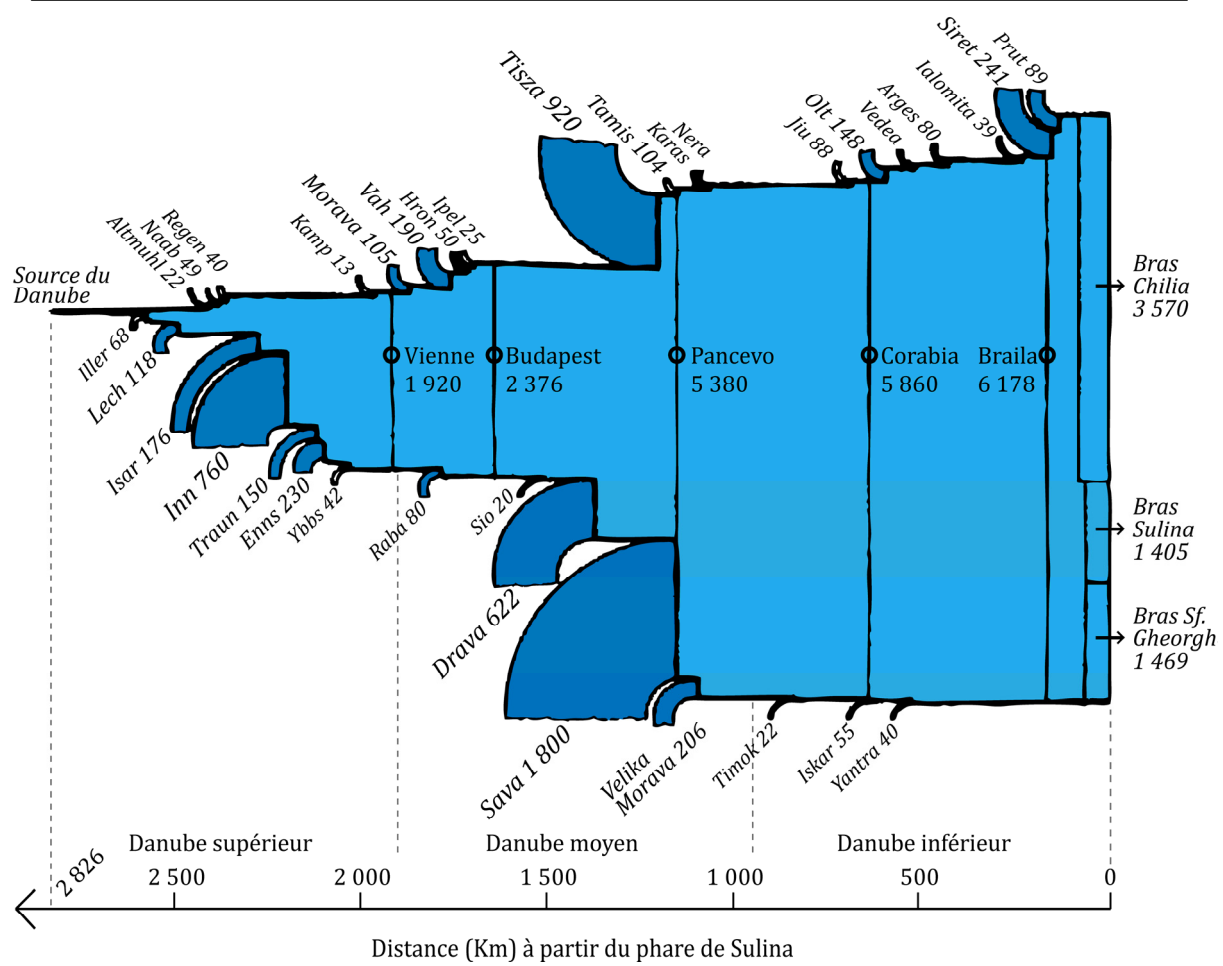 Source du
Danube
Altmuhl 22
Naab 49
Regen 40
Kamp 13
Morava 105
Vah 190
Hron 50
Ipel 25
Tisza 920
Tamis 104
Karas
Nera
Jiu 88
Olt 148
Vedea
Arges 80
Ialomita 39
Siret 241
Prut 89
Iller 68
Lech 118
Isar 176
Inn 760
Traun 150
Enns 230
Ybbs 42
Raba 80
Sio 20
Drava 622
Sava 1 800
Velika
Morava 206
Timok 22
Iskar 55
Yantra 40
Vienne
1 920
Budapest
2 376
Pancevo
5 380
Corabia
5 860
Braila
6 178
Bras
Chilia
3 570
Bras
Sulina
1 405
Bras Sf.
Gheorgh
1 469
Danube supérieur
Danube moyen
Danube inférieur
2 826
2 500
2 000
1 500
1 000
500
0
Distance (Km) à partir du phare de Sulina